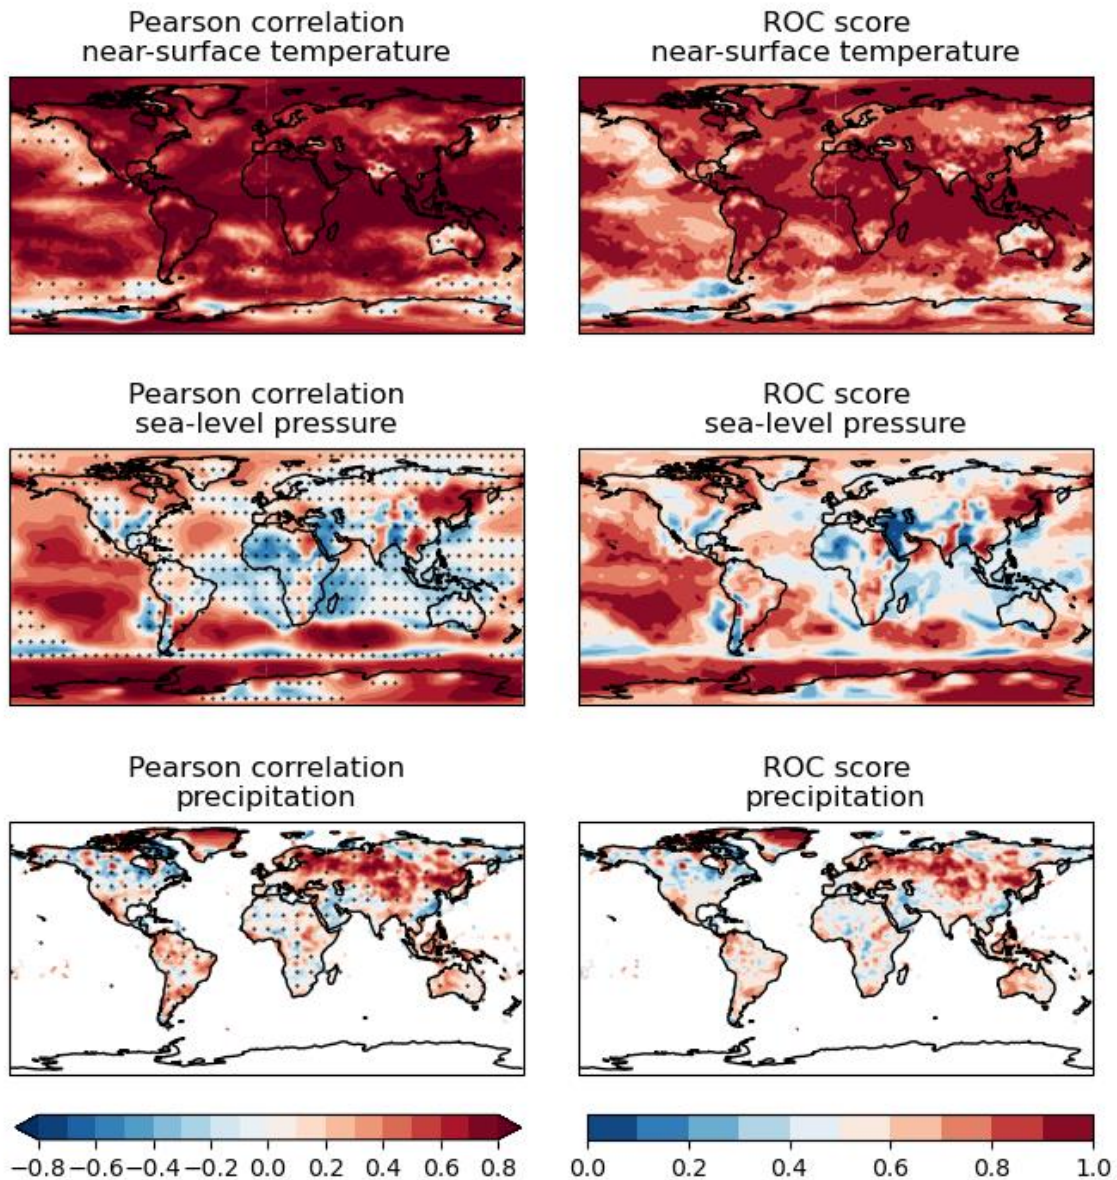 Pearson correlation
near-surface temperature
ROC score
near-surface temperature
Pearson correlation
sea-level pressure
ROC score
sea-level pressure
Pearson correlation
precipitation
ROC score
precipitation
−0.8 −0.6 −0.4 −0.2 0.0 0.2 0.4 0.6 0.8
0.0 0.2 0.4 0.6 0.8 1.0